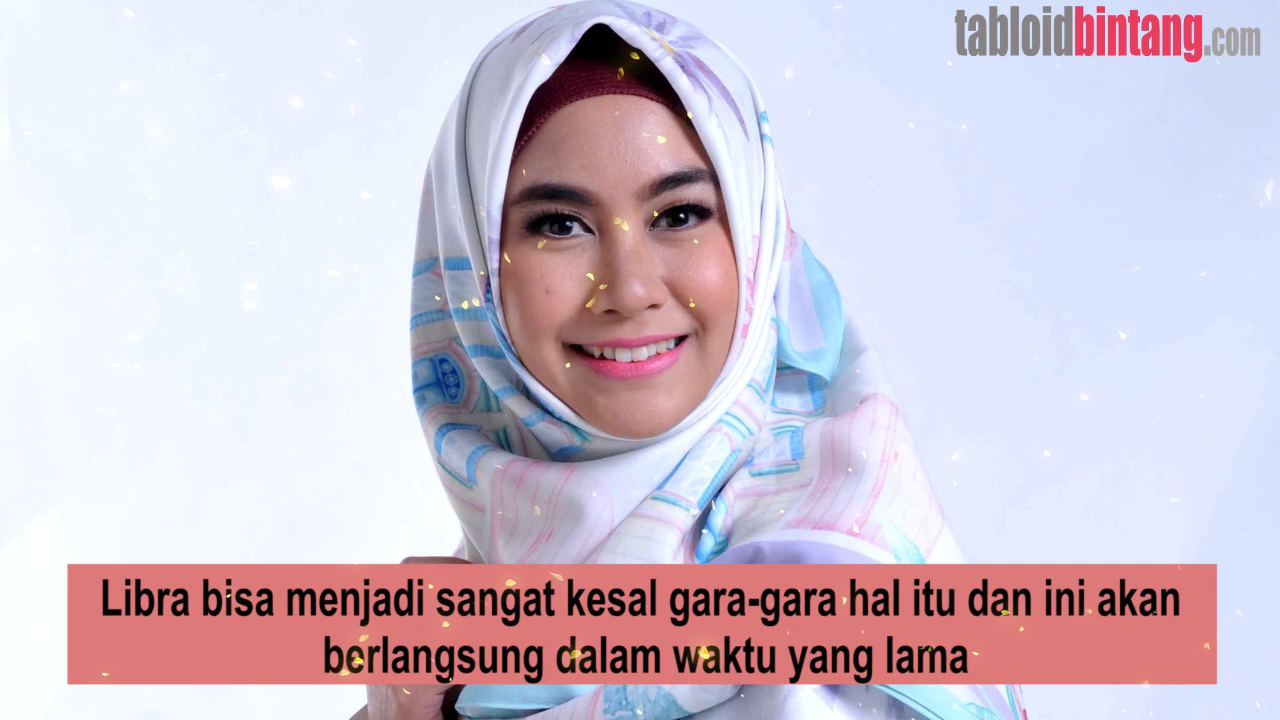 tabloidbintang.com
Libra bisa menjadi sangat kesal gara-gara hal itu dan ini akan
berlangsung dalam waktu yang lama